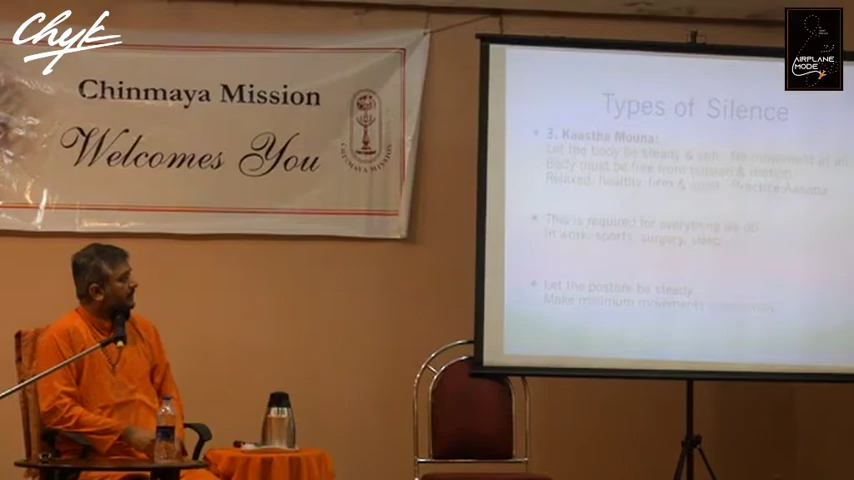 Chyk
AIRPLANE
MODE
Chinmaya Mission
Welcomes You
CHINMAYA MISSION
Types of Silence
3. Kaastha Mouna:
Let the body be steady & still. No movement at all
Body must be free from tension & motion.
Relaxed, healthy, firm & quiet. Practice Aasana
This is required for everything we do
In work, sports, surgery, sleep
Let the posture be steady
Make minimum movements